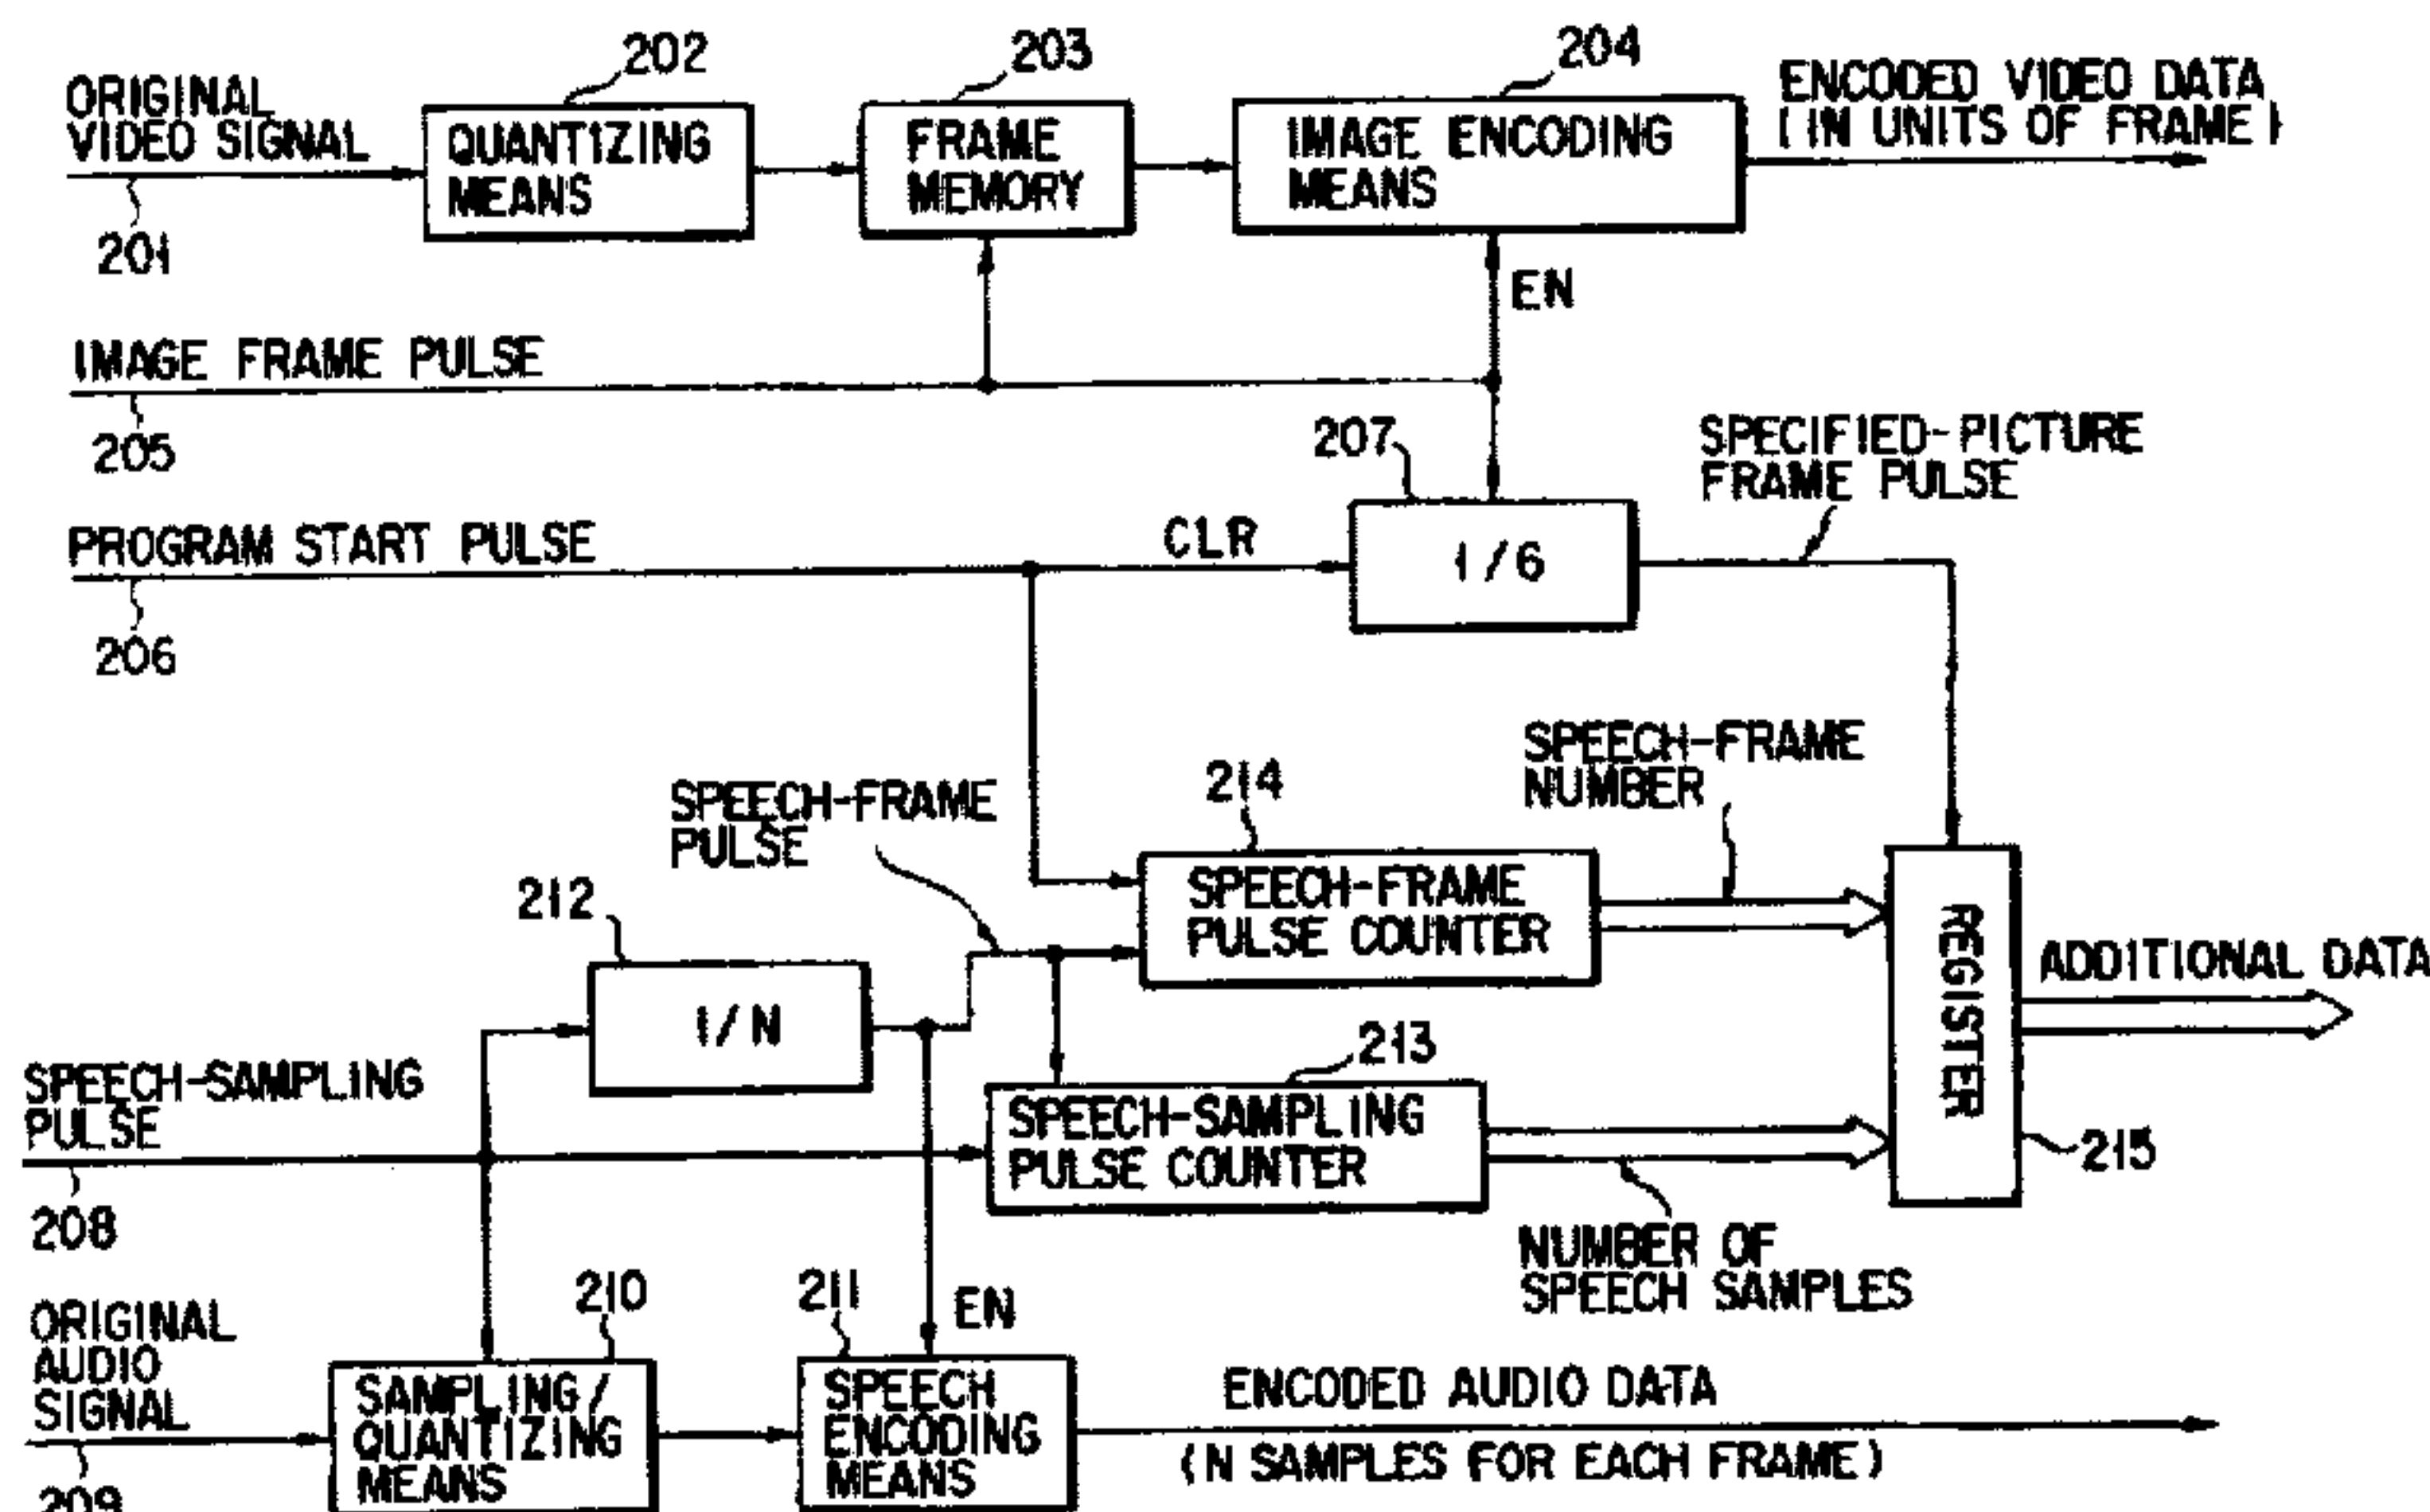 202
203
204
ORIGINAL
VIDEO SIGNAL
QUANTIZING
MEANS
FRAME
MEMORY
IMAGE ENCODING
MEANS
ENCODED VIDEO DATA
(IN UNITS OF FRAME)
201
EN
IMAGE FRAME PULSE
205
207
SPECIFIED-PICTURE
FRAME PULSE
PROGRAM START PULSE
CLR
1/6
206
SPEECH-FRAME
NUMBER
214
SPEECH-FRAME
PULSE
212
SPEECH-FRAME
PULSE COUNTER
REGISTER
ADDITIONAL DATA
1/N
213
SPEECH-SAMPLING
PULSE
SPEECH-SAMPLING
PULSE COUNTER
215
208
NUMBER OF
SPEECH SAMPLES
210
211
EN
ORIGINAL
AUDIO
SIGNAL
SAMPLING/
QUANTIZING
MEANS
SPEECH
ENCODING
MEANS
ENCODED AUDIO DATA
(N SAMPLES FOR EACH FRAME)
209